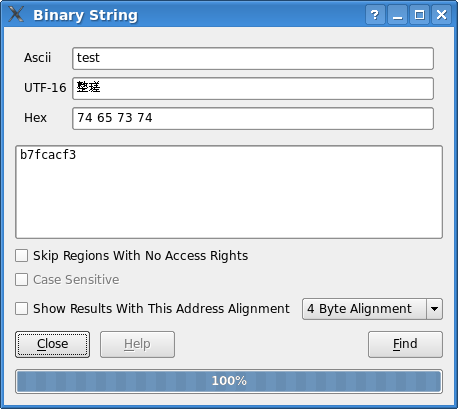 Binary String
Ascii test
UTF-16 整瑳
Hex 74 65 73 74
b7fcacf3
Skip Regions With No Access Rights
Case Sensitive
Show Results With This Address Alignment 4 Byte Alignment
Close Help Find
100%